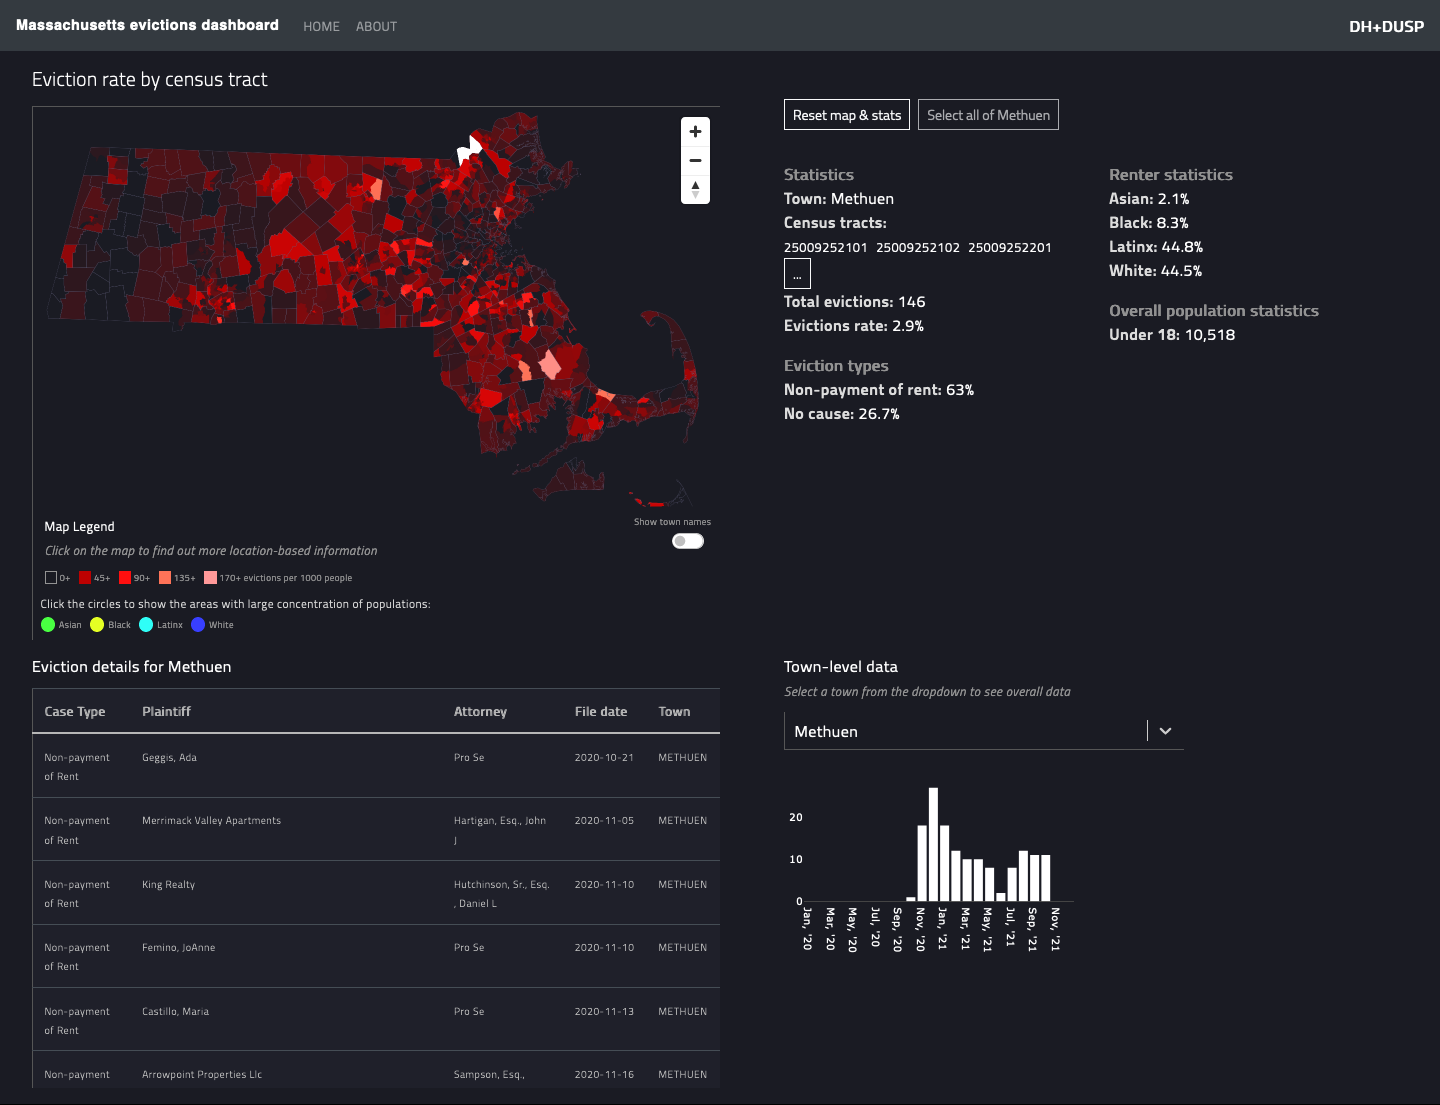 Massachusetts evictions dashboard
HOME
ABOUT
DH+DUSP
Eviction rate by census tract
Reset map & stats
Select all of Methuen
Statistics
Town: Methuen
Census tracts:
25009252101 25009252102 25009252201
...
Total evictions: 146
Evictions rate: 2.9%
Eviction types
Non-payment of rent: 63%
No cause: 26.7%
Renter statistics
Asian: 2.1%
Black: 8.3%
Latinx: 44.8%
White: 44.5%
Overall population statistics
Under 18: 10,518
Map Legend
Show town names
Click on the map to find out more location-based information
0+ 45+ 90+ 135+ 170+ evictions per 1000 people
Click the circles to show the areas with large concentration of populations:
Asian Black Latinx White
Eviction details for Methuen
Case Type Plaintiff Attorney File date Town
Non-payment Geggis, Ada Pro Se 2020-10-21 METHUEN
of Rent
Non-payment Merrimack Valley Apartments Hartigan, Esq., John 2020-11-05 METHUEN
of Rent J
Non-payment King Realty Hutchinson, Sr., Esq. 2020-11-10 METHUEN
of Rent , Daniel L
Non-payment Femino, JoAnne Pro Se 2020-11-10 METHUEN
of Rent
Non-payment Castillo, Maria Pro Se 2020-11-13 METHUEN
of Rent
Non-payment Arrowpoint Properties Llc Sampson, Esq., 2020-11-16 METHUEN
Town-level data
Select a town from the dropdown to see overall data
Methuen
20
10
0
Jan, '20
Mar, '20
May, '20
Jul, '20
Sep, '20
Nov, '20
Jan, '21
Mar, '21
May, '21
Jul, '21
Sep, '21
Nov, '21